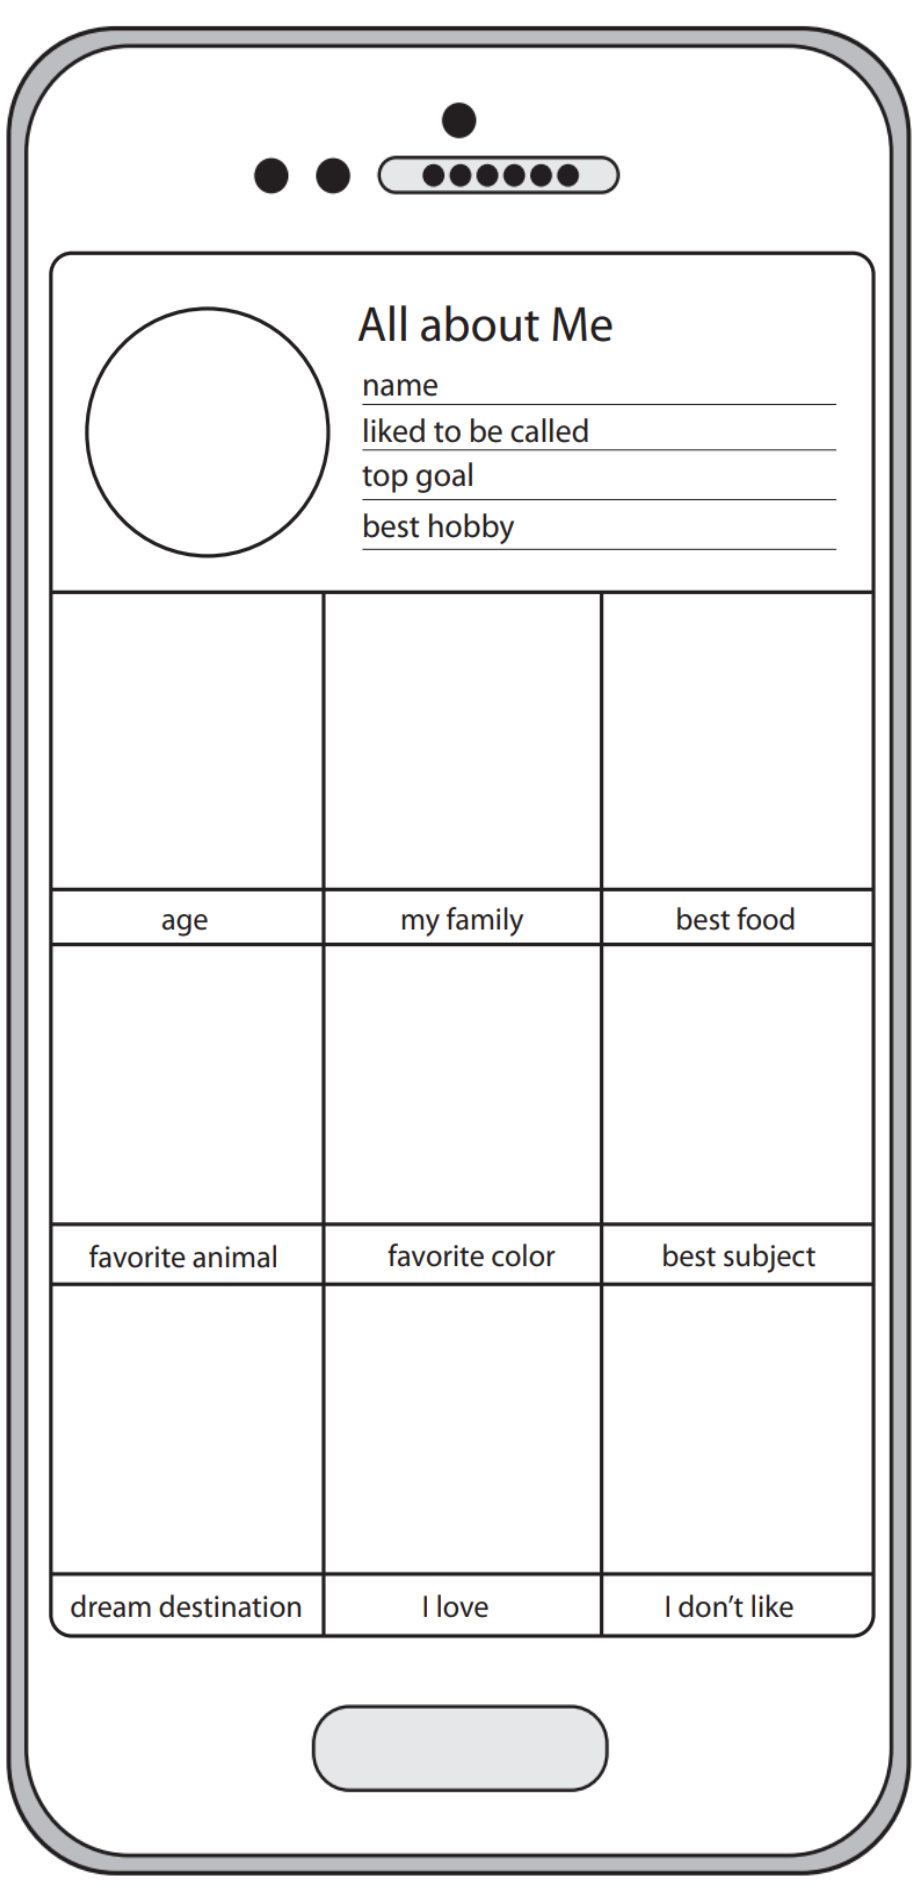 All about Me
name
liked to be called
top goal
best hobby
age my family best food
favorite animal favorite color best subject
dream destination I love I don’t like